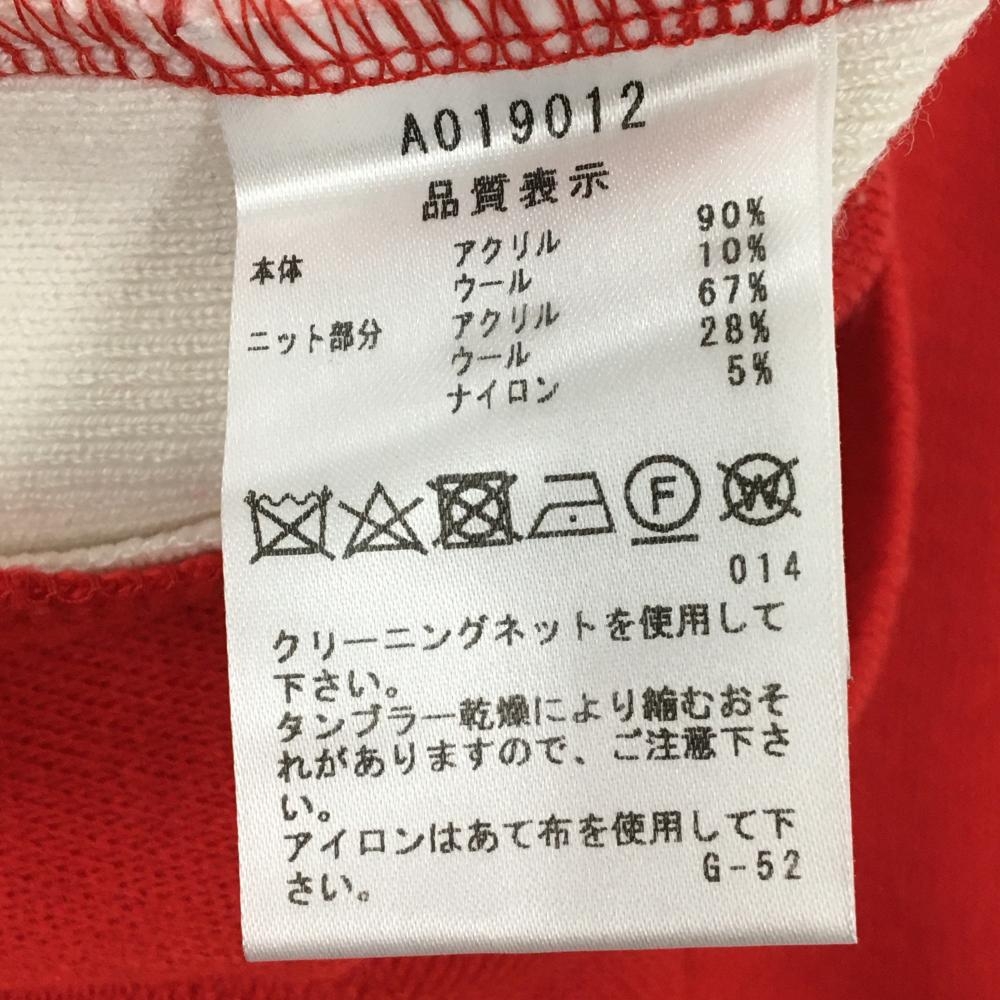 A019012
品質表示
本体 アクリル 90%
ウール 10%
ニット部分 アクリル 67%
ウール 28%
ナイロン 5%
F W
014
クリーニングネットを使用して
下さい。
タンブラー乾燥により縮むおそ
れがありますので、ご注意下さ
い。
アイロンはあて布を使用して下
さい。
G-52